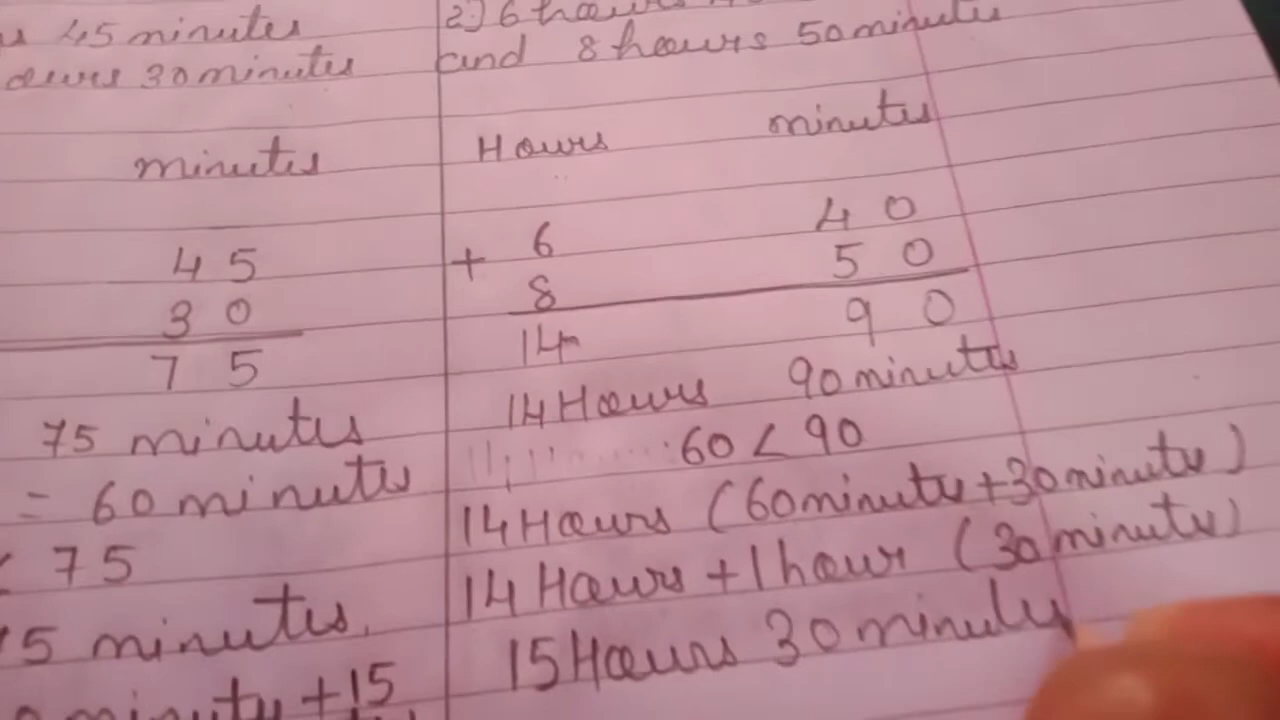 45 minutes
30 minutes
minutes
45
30
75
75 minutes
= 60 minutes
< 75
5 minutes
+15
2) 6 hours
and 8 hours 50 minutes
Hours minutes
+ 6 40
8 50
14 90
14 Hours 90 minutes
60 < 90
14 Hours (60 minutes + 30 minutes)
14 Hours + 1 hour (30 minutes)
15 Hours 30 minutes